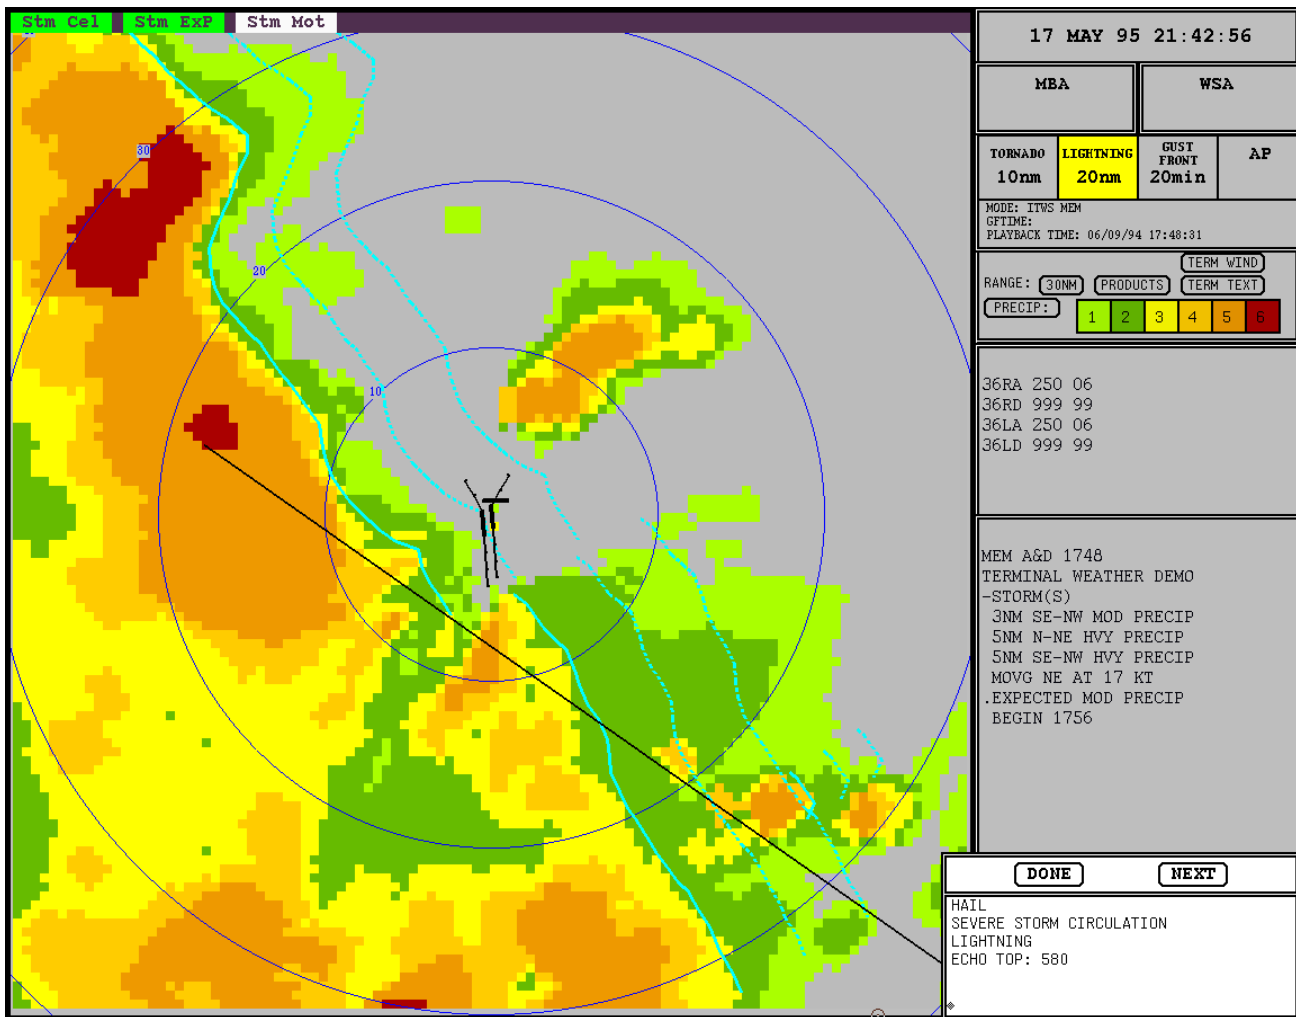 Stm Cel Stm ExP Stm Mot
17 MAY 95 21:42:56
MBA WSA
TORNADO 10nm
LIGHTNING 20nm
GUST FRONT 20min
AP
MODE: ITWS MEM
GFTIME:
PLAYBACK TIME: 06/09/94 17:48:31
TERM WIND
RANGE: 30NM PRODUCTS TERM TEXT
PRECIP: 1 2 3 4 5 6
30
20
10
36RA 250 06
36RD 999 99
36LA 250 06
36LD 999 99
MEM A&D 1748
TERMINAL WEATHER DEMO
-STORM(S)
3NM SE-NW MOD PRECIP
5NM N-NE HVY PRECIP
5NM SE-NW HVY PRECIP
MOVG NE AT 17 KT
.EXPECTED MOD PRECIP
BEGIN 1756
DONE NEXT
HAIL
SEVERE STORM CIRCULATION
LIGHTNING
ECHO TOP: 580